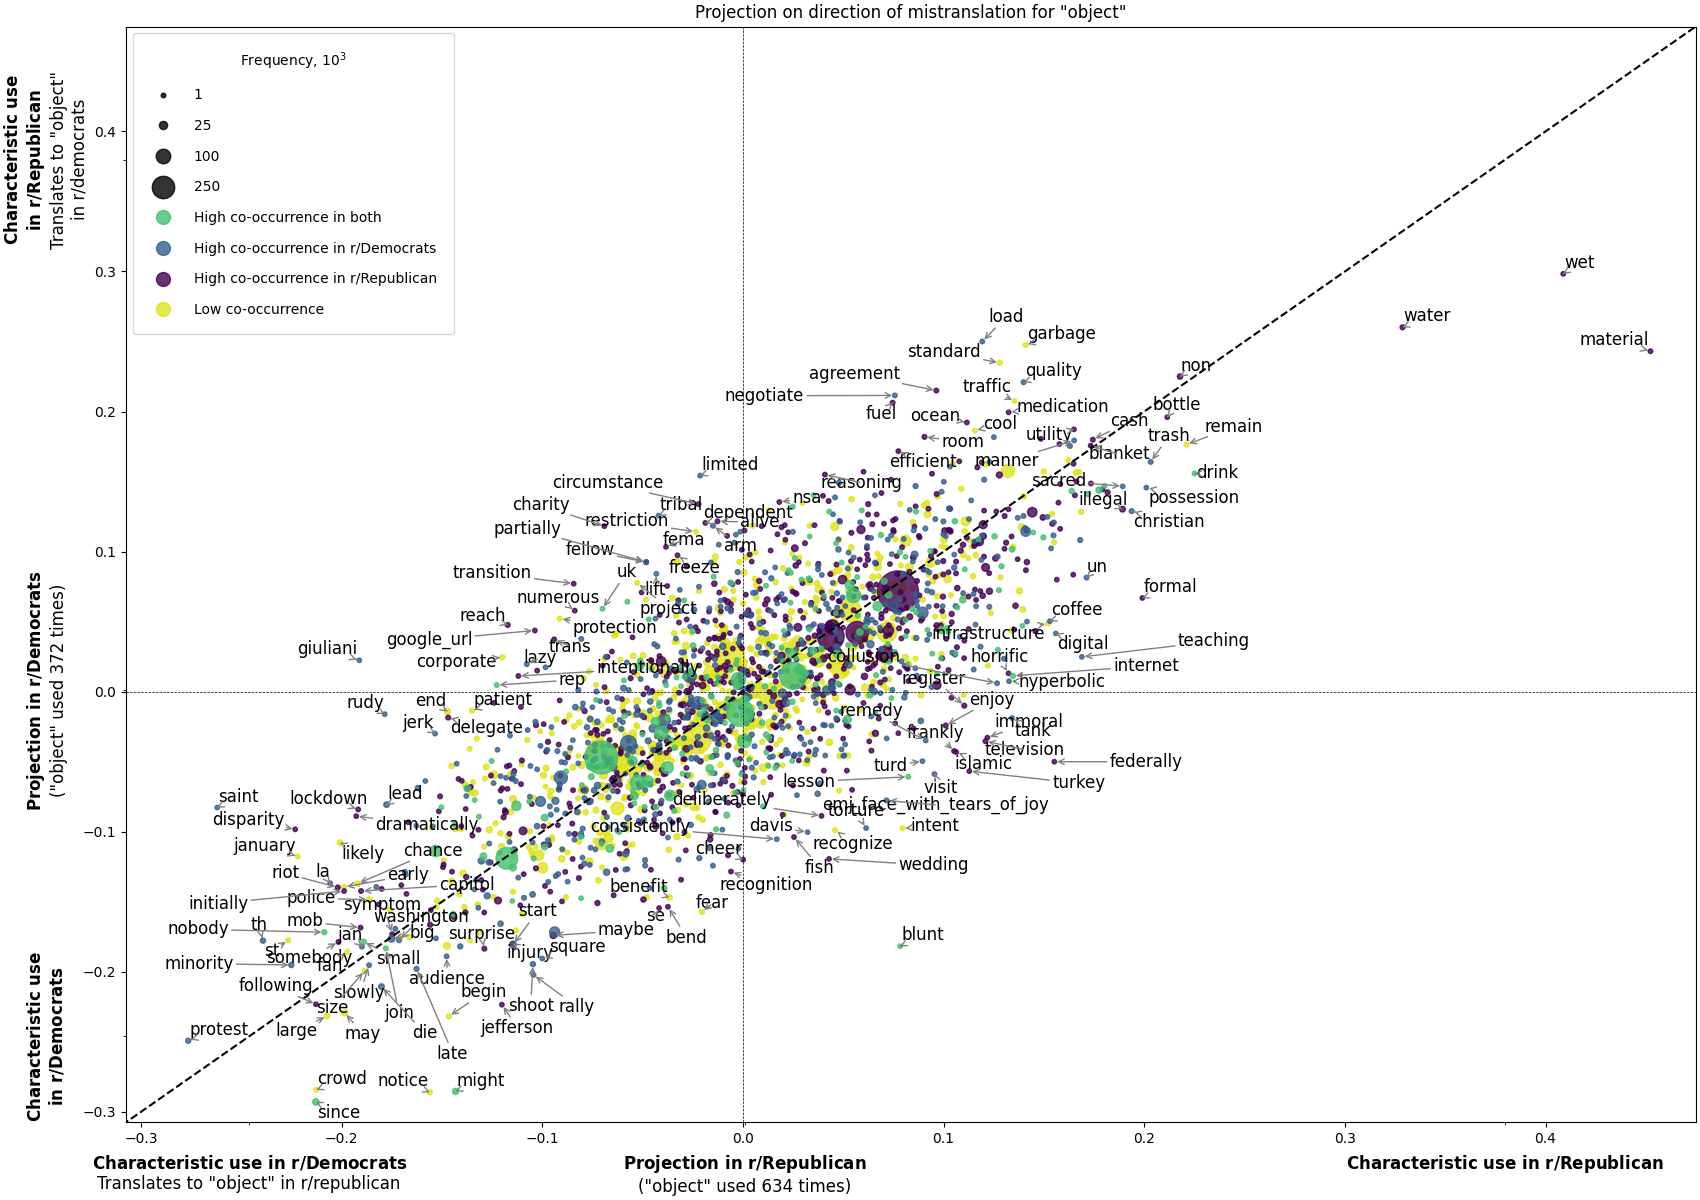 Projection on direction of mistranslation for "object"
Characteristic use
in r/Republican
Translates to "object"
in r/democrats
Projection in r/Democrats
("object" used 372 times)
Characteristic use
in r/Democrats
Frequency, 10³
1
25
100
250
High co-occurrence in both
High co-occurrence in r/Democrats
High co-occurrence in r/Republican
Low co-occurrence
0.4
0.3
0.2
0.1
0.0
−0.1
−0.2
−0.3
wet
water
material
load
garbage
standard
non
quality
agreement
traffic
negotiate
bottle
medication
fuel
ocean
cool
cash
remain
utility
trash
room
blanket
limited
efficient
manner
drink
circumstance
reasoning
sacred
possession
charity
tribal
nsa
illegal
dependent
christian
restriction
alive
partially
fema
arm
fellow
freeze
transition
uk
un
lift
formal
numerous
project
coffee
reach
protection
infrastructure
google_url
trans
digital
teaching
giuliani
corporate
lazy
collusion
horrific
intentionally
internet
rep
register
hyperbolic
rudy
end
patient
enjoy
remedy
jerk
delegate
immoral
frankly
tank
television
turd
islamic
federally
lesson
turkey
visit
saint
lockdown
lead
deliberately
emj_face_with_tears_of_joy
disparity
torture
dramatically
consistently
davis
intent
january
likely
chance
cheer
recognize
riot
la
early
fish
wedding
capitol
benefit
recognition
initially
police
symptom
fear
mob
washington
start
se
nobody
th
jan
big
surprise
maybe
bend
blunt
st
somebody
square
injury
minority
fan
small
audience
following
slowly
begin
size
join
shoot
rally
protest
large
may
die
jefferson
late
crowd
notice
might
since
−0.3
−0.2
−0.1
0.0
0.1
0.2
0.3
0.4
Characteristic use in r/Democrats
Translates to "object" in r/republican
Projection in r/Republican
("object" used 634 times)
Characteristic use in r/Republican